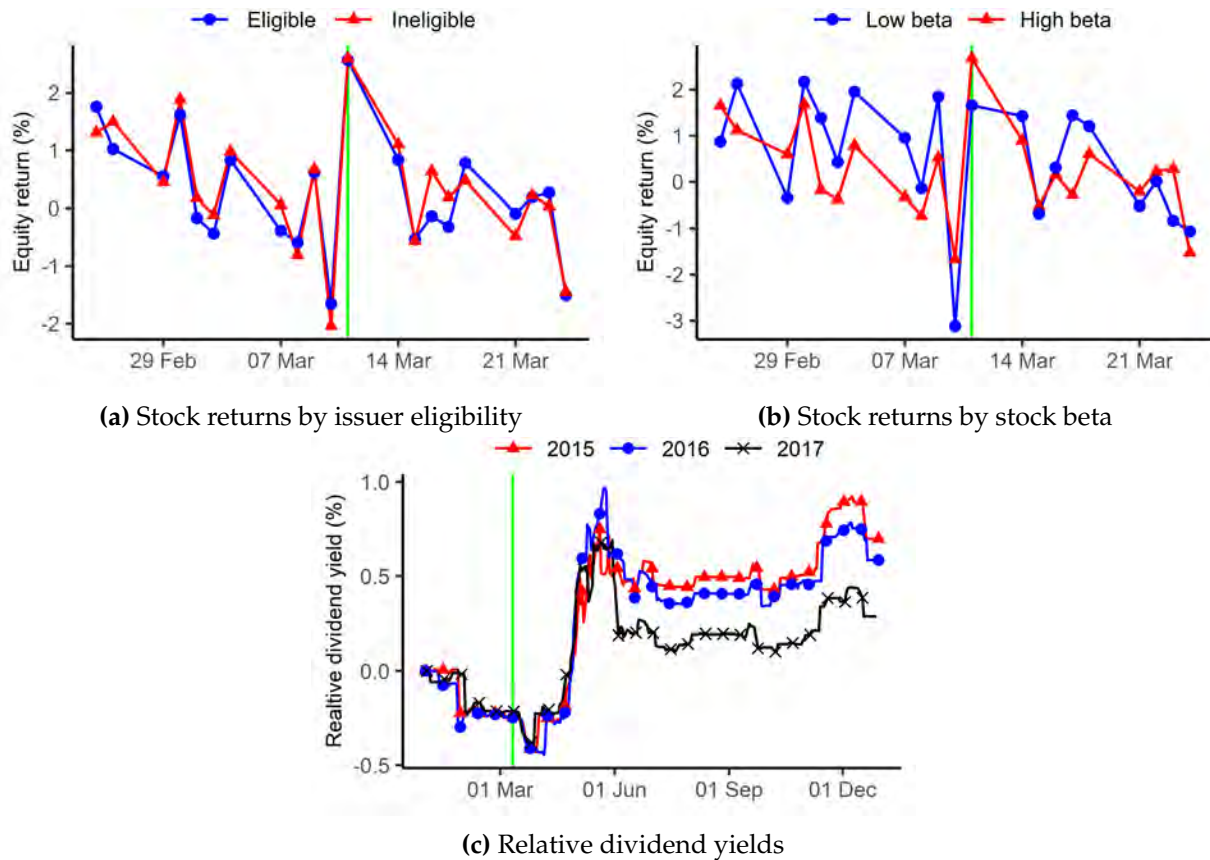 Eligible Ineligible
Low beta High beta
Equity return (%)
2
1
0
-1
-2
29 Feb 07 Mar 14 Mar 21 Mar
Equity return (%)
2
1
0
-1
-2
-3
29 Feb 07 Mar 14 Mar 21 Mar
(a) Stock returns by issuer eligibility
(b) Stock returns by stock beta
2015 2016 2017
Realtive dividend yield (%)
1.0
0.5
0.0
-0.5
01 Mar 01 Jun 01 Sep 01 Dec
(c) Relative dividend yields